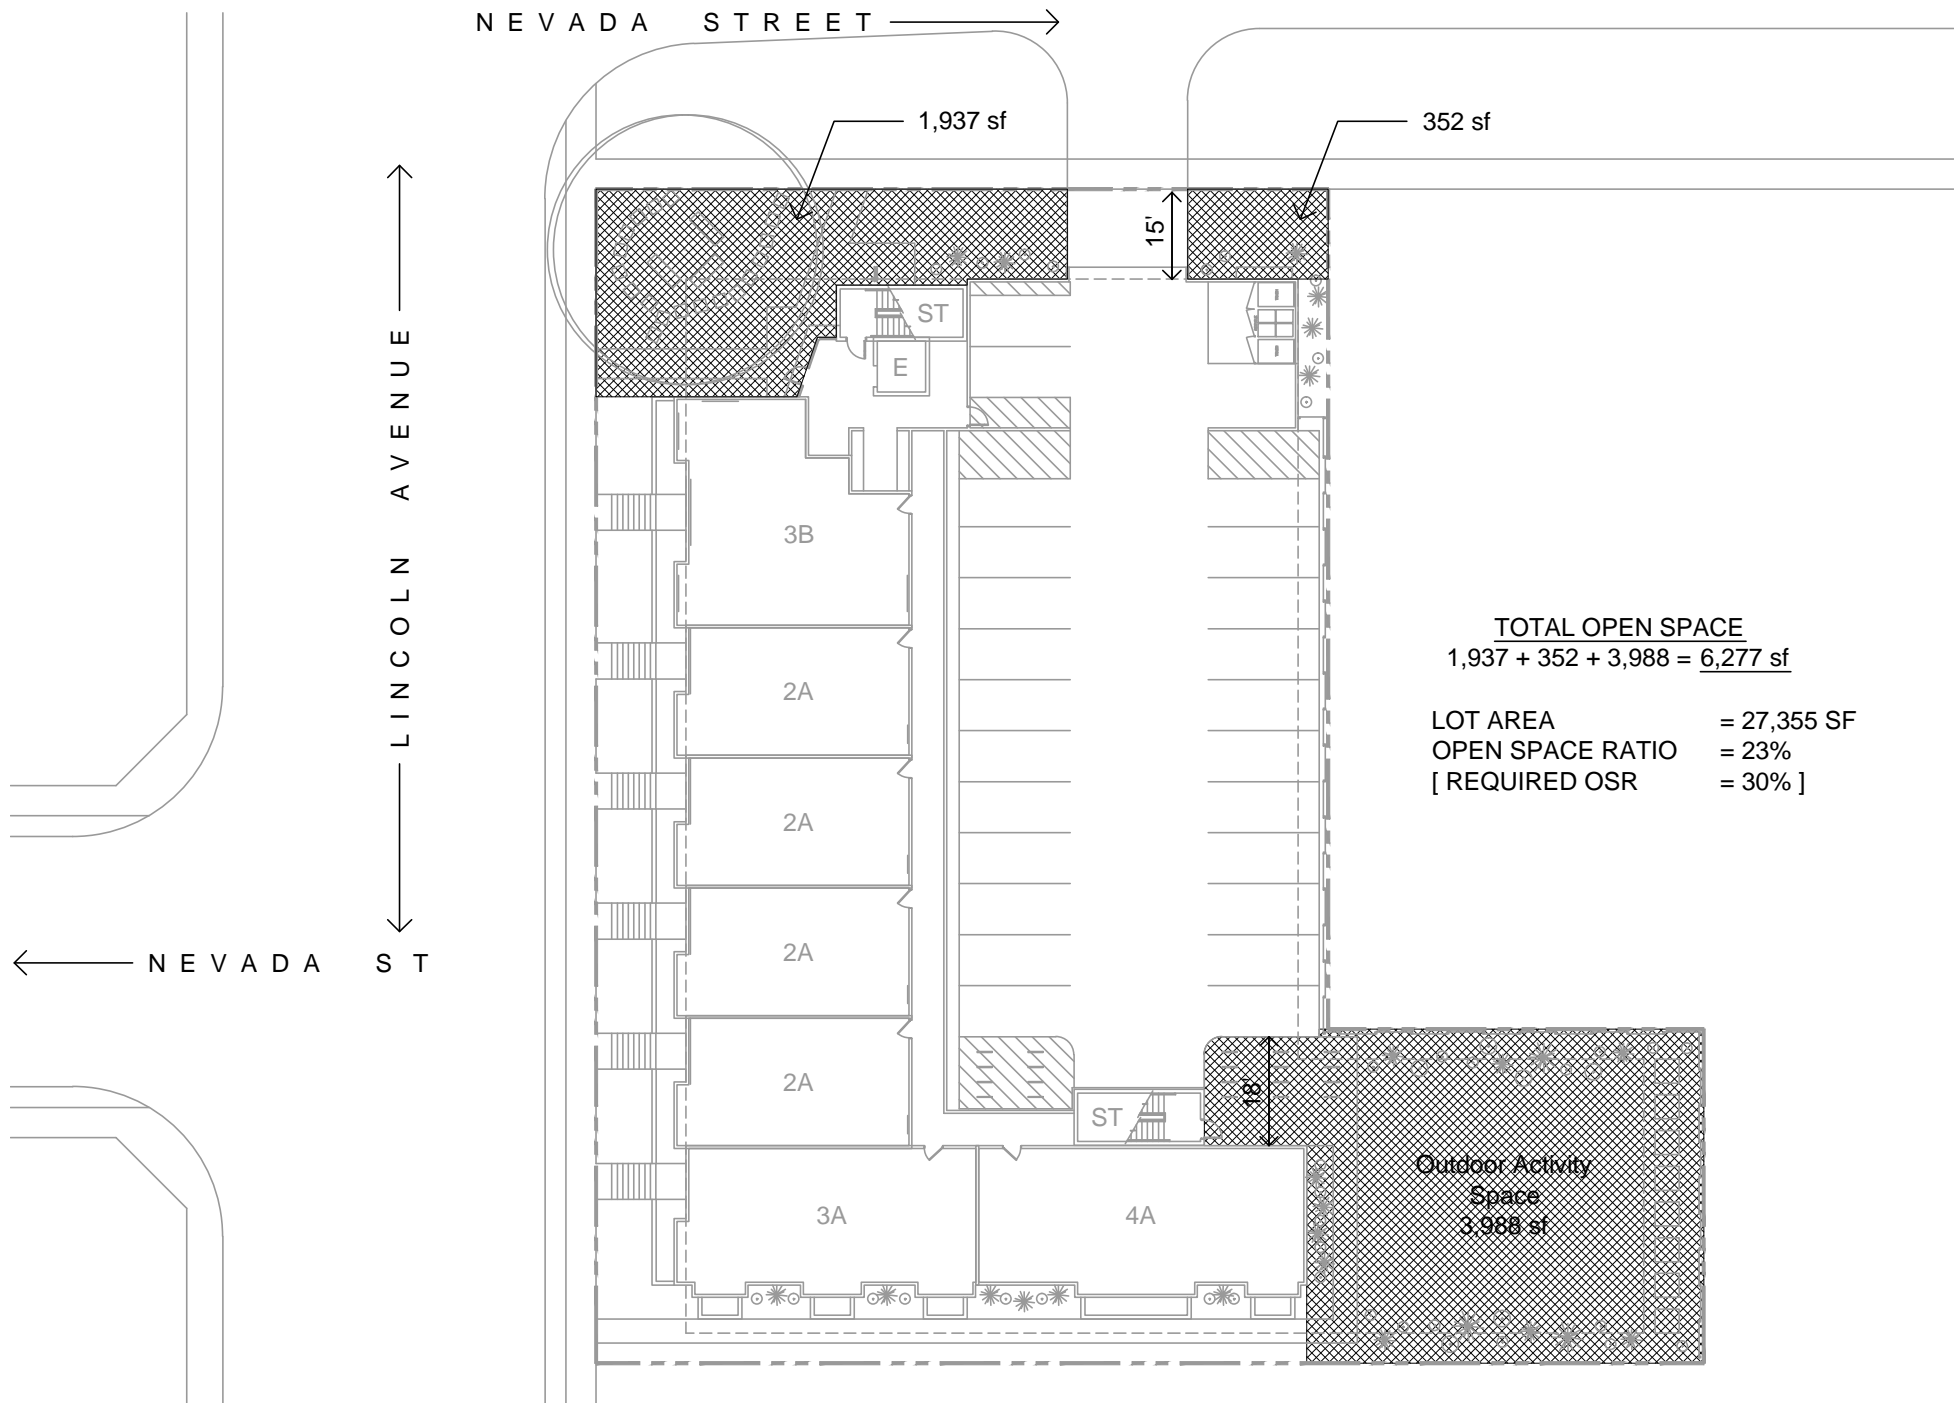 NEVADA STREET
1,937 sf
352 sf
15'
LINCOLN AVENUE
ST
E
3B
TOTAL OPEN SPACE
1,937 + 352 + 3,988 = 6,277 sf
2A
LOT AREA = 27,355 SF
OPEN SPACE RATIO = 23%
[ REQUIRED OSR = 30% ]
2A
2A
NEVADA ST
2A
18'
ST
Outdoor Activity
Space
3,988 sf
3A
4A